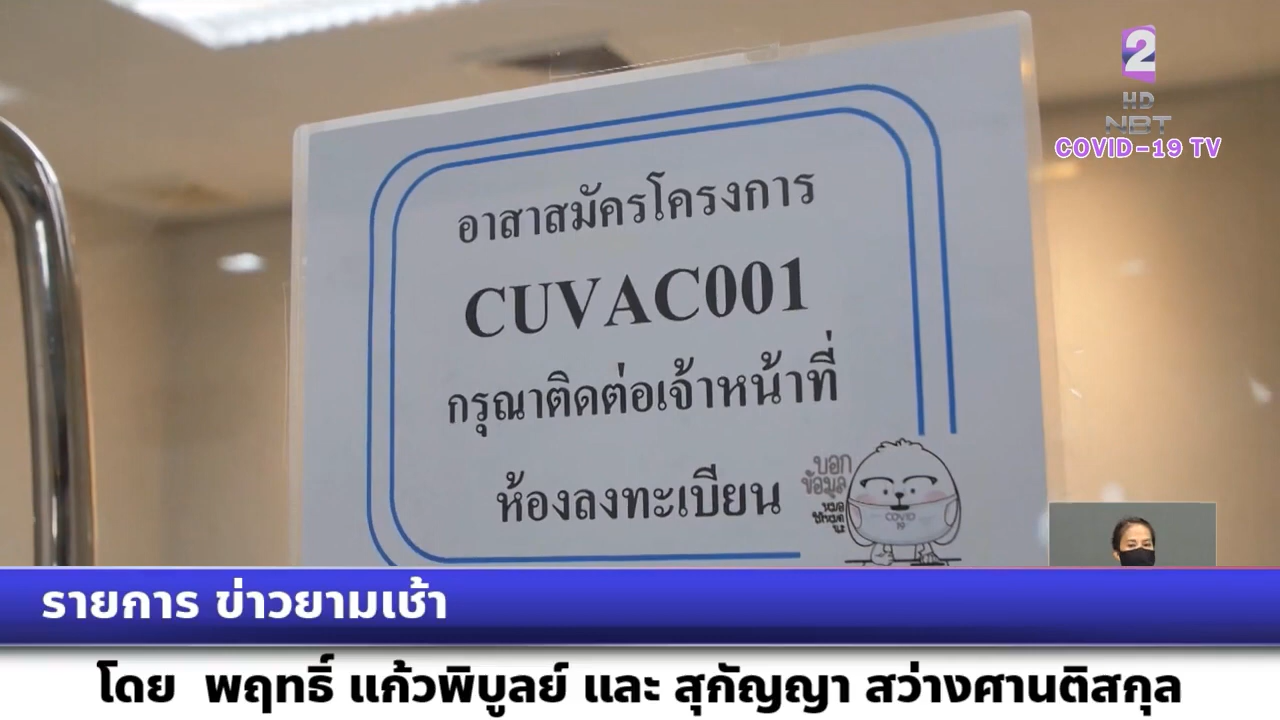 2
HD
NBT
COVID-19 TV
อาสาสมัครโครงการ
CUVAC001
กรุณาติดต่อเจ้าหน้าที่
ห้องลงทะเบียน
บอก
ข้อมูล
COVID
19
รายการ ข่าวยามเช้า
โดย พฤทธิ์ แก้วพิบูลย์ และ สุกัญญา สว่างศานติสกุล